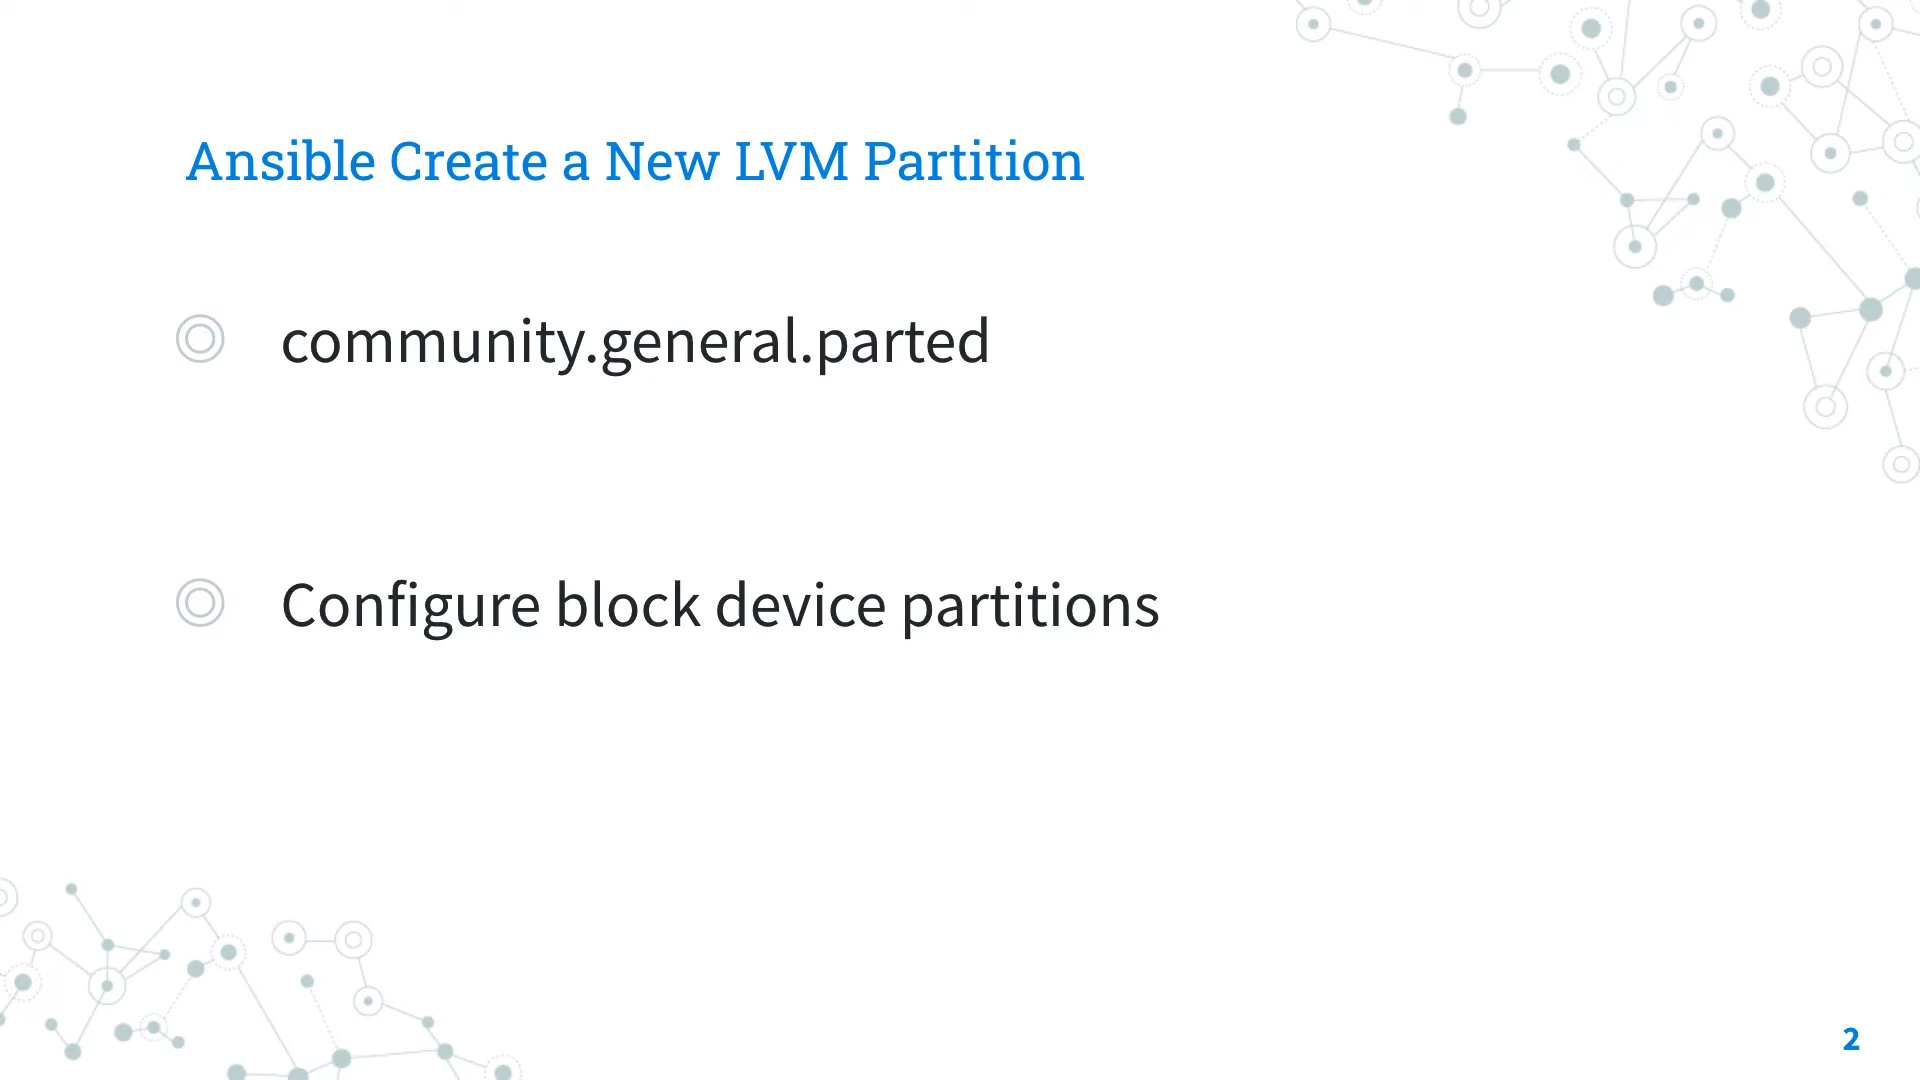 Ansible Create a New LVM Partition
community.general.parted
Configure block device partitions
2